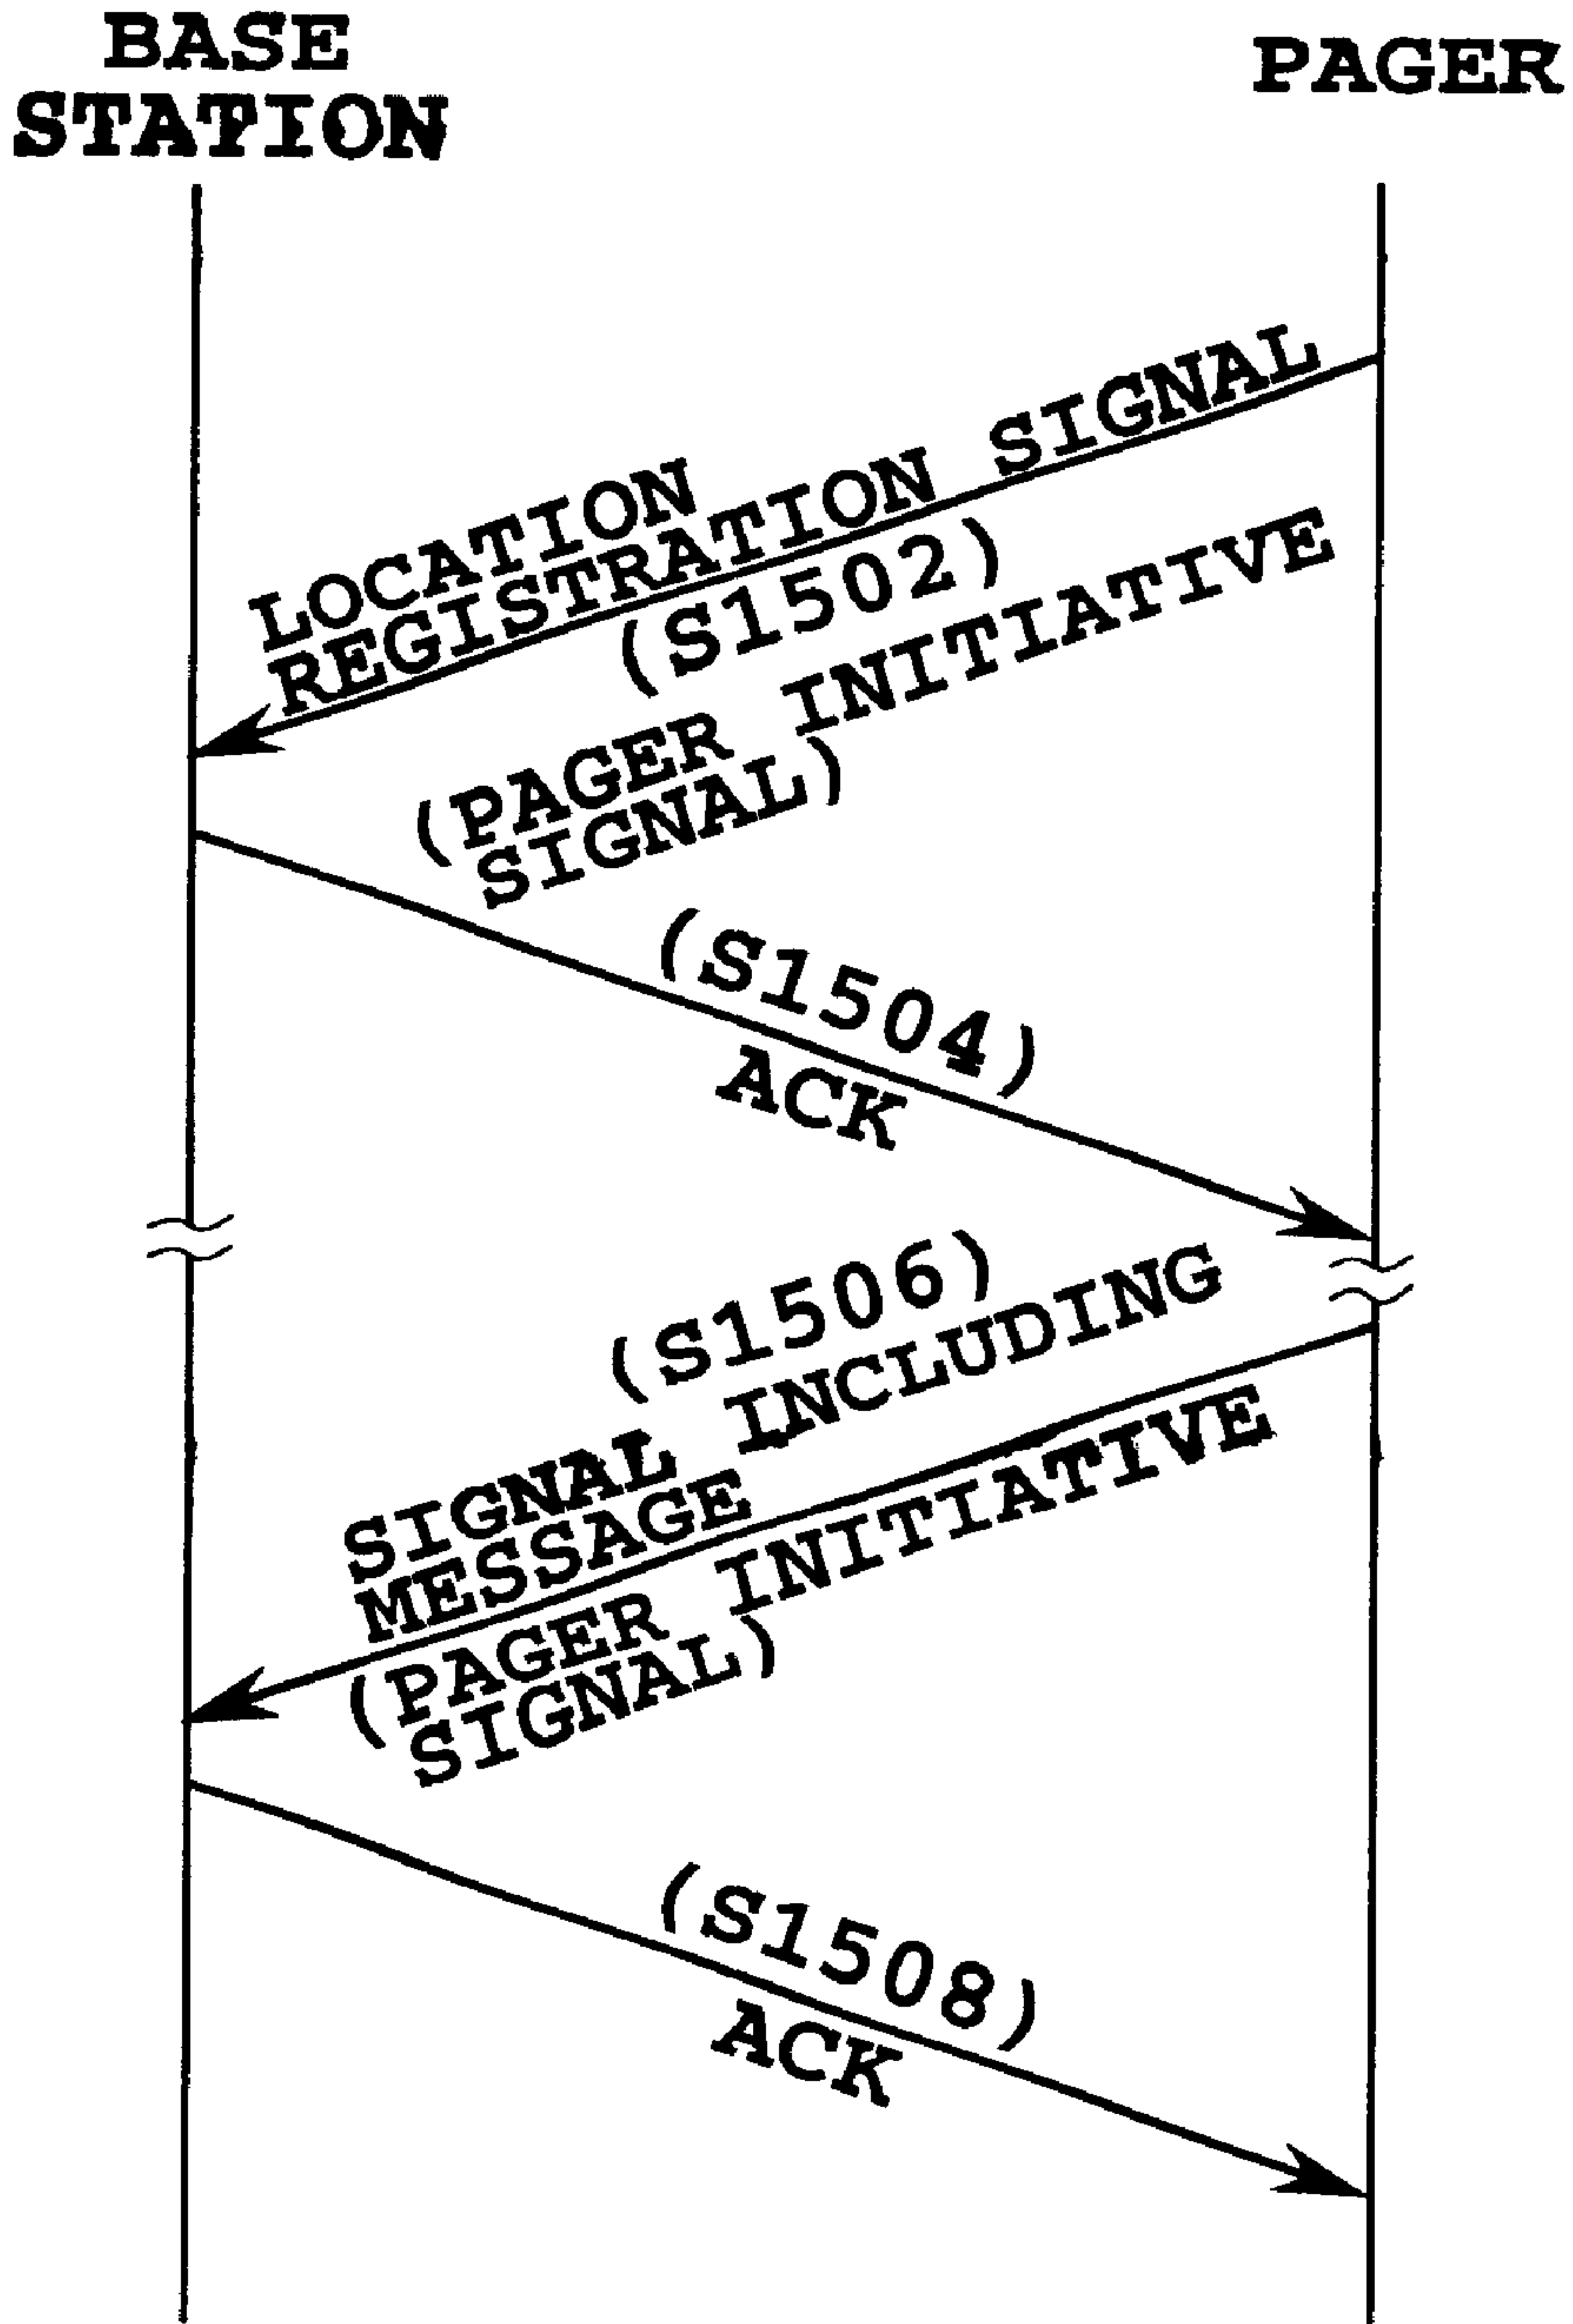 BASE
STATION
PAGER
LOCATION
REGISTRATION SIGNAL
(S1502)
(PAGER INITIATIVE
SIGNAL)
(S1504)
ACK
(S1506)
SIGNAL INCLUDING
MESSAGE
(PAGER INITIATIVE
SIGNAL)
(S1508)
ACK